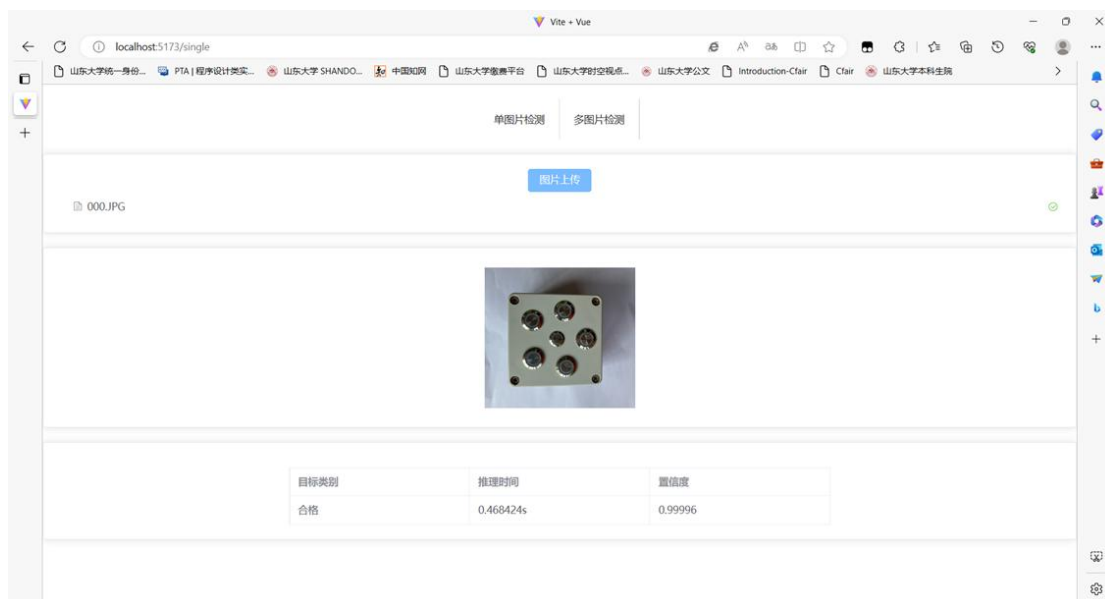 Vite + Vue
localhost:5173/single
山东大学统一身份... PTA | 程序设计类实... 山东大学 SHANDO... 中国知网 山东大学缴费平台 山东大学时空视点... 山东大学公文 Introduction-Cfair Cfair 山东大学本科生院
单图片检测 多图片检测
图片上传
000.JPG
目标类别 推理时间 置信度
合格 0.468424s 0.99996